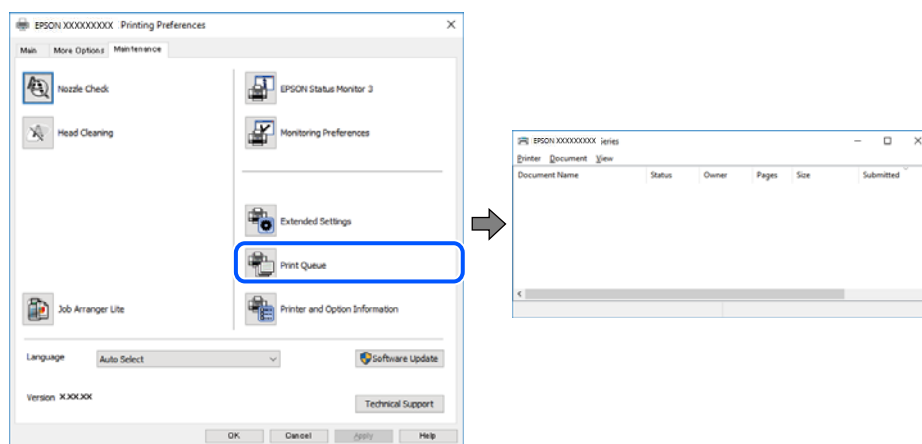 EPSON XXXXXXXXX Printing Preferences
Main More Options Maintenance
Nozzle Check
EPSON Status Monitor 3
Head Cleaning
Monitoring Preferences
Extended Settings
Print Queue
Job Arranger Lite
Printer and Option Information
Language Auto Select
Software Update
Version X.XX.XX
Technical Support
OK Cancel Apply Help
EPSON XXXXXXXXX ieries
Printer Document View
Document Name Status Owner Pages Size Submitted